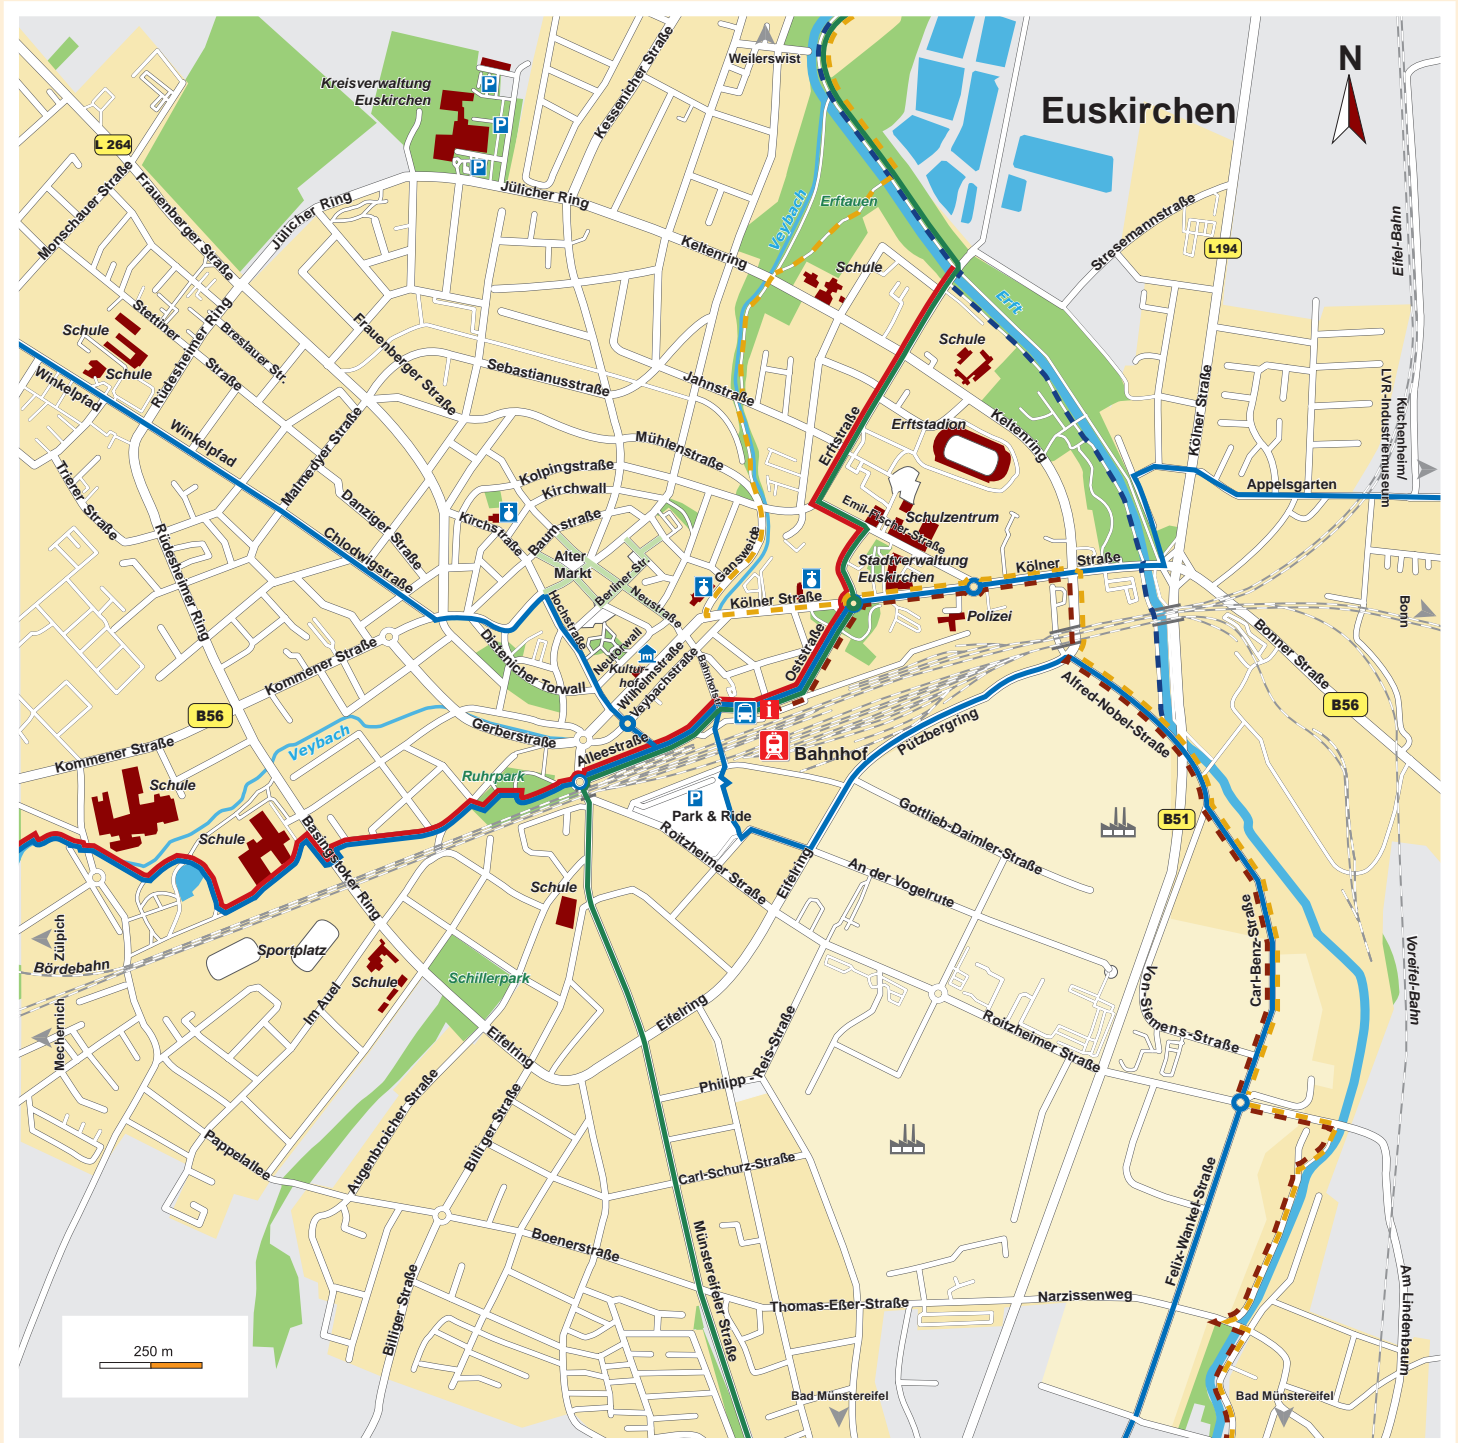 Weilerswist
N
Euskirchen
Kreisverwaltung
Euskirchen
P
P
P
Kessenicher Straße
L 264
Monschauer Straße
Frauenberger Straße
Jülicher Ring
Jülicher Ring
Keltenring
Veybach
Erftauen
Schule
Erft
Stresemannstraße
L194
Eifel-Bahn
Schule
Schule
Stettiner
Straße
Breslauer Str.
Rüdesheimer Ring
Frauenberger Straße
Sebastianusstraße
Jahnstraße
Schule
Keltenring
Erftstadion
Erftstraße
Kölner Straße
LVR-Industriemuseum
Kuchenheim/
Winkelpfad
Winkelpfad
Malmedyer Straße
Mühlenstraße
Kolpingstraße
Kirchwall
Kirchstraße
Baumstraße
Appelsgarten
Trierer Straße
Danziger Straße
Chlodwigstraße
Alter
Markt
Berliner Str.
Gansweide
Emil-Fischer-Straße
Schulzentrum
Stadtverwaltung
Euskirchen
Kölner
Straße
Kölner Straße
Polizei
Rüdesheimer Ring
Hochstraße
Neustraße
Neutorwall
Kultur-
hof
m
Wilhelmstraße
Veybachstraße
Bahnhofstr.
Oststraße
Bonn
Bonner Straße
B56
Kommener Straße
Distenicher Torwall
B56
Kommener Straße
Veybach
Gerberstraße
Alleestraße
i
Bahnhof
Pützbergring
Alfred-Nobel-Straße
Schule
Schule
Ruhrpark
P
Park & Ride
Roitzheimer Straße
Gottlieb-Daimler-Straße
B51
Basingstoker Ring
Schule
Eifelring
An der Vogelrute
Carl-Benz-Straße
Zülpich
Bördebahn
Sportplatz
Schule
Schillerpark
Im Auel
Mechernich
Eifelring
Eifelring
Von-Siemens-Straße
Roitzheimer Straße
Voreifel-Bahn
Philipp-Reis-Straße
Pappelallee
Augenbroicher Straße
Billiger Straße
Carl-Schurz-Straße
Felix-Wankel-Straße
Boenerstraße
Münstereifeler Straße
Billiger Straße
Thomas-Eßer-Straße
Narzissenweg
Am Lindenbaum
250 m
Bad Münstereifel
Bad Münstereifel